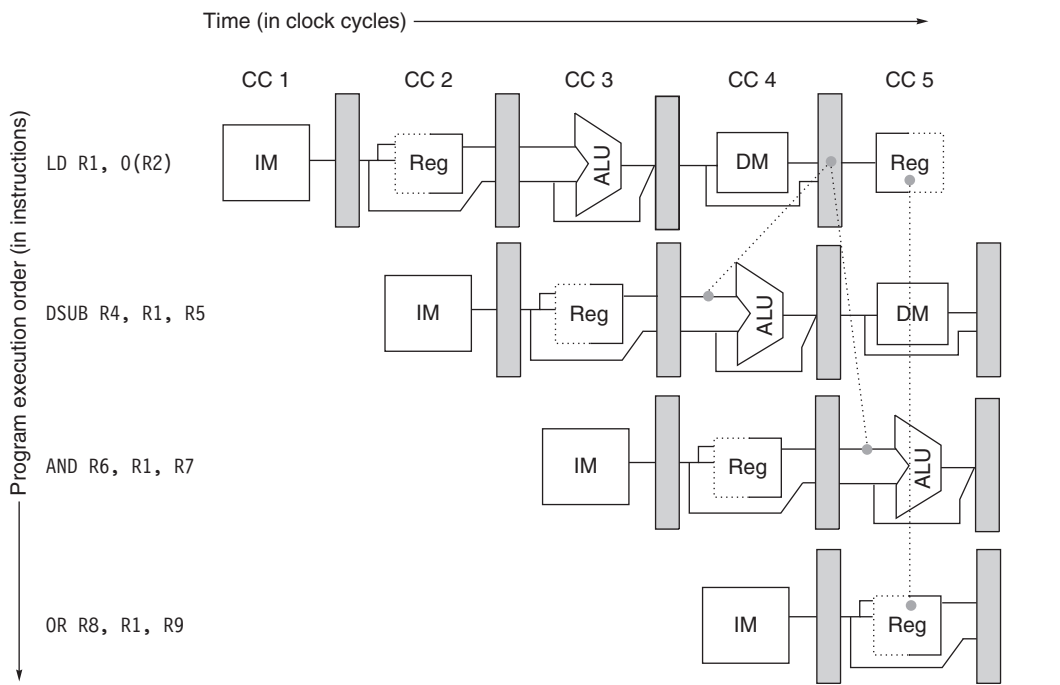 Time (in clock cycles)
CC 1 CC 2 CC 3 CC 4 CC 5
Program execution order (in instructions)
LD R1, 0(R2)
IM Reg ALU DM Reg
DSUB R4, R1, R5
IM Reg ALU DM
AND R6, R1, R7
IM Reg ALU
OR R8, R1, R9
IM Reg